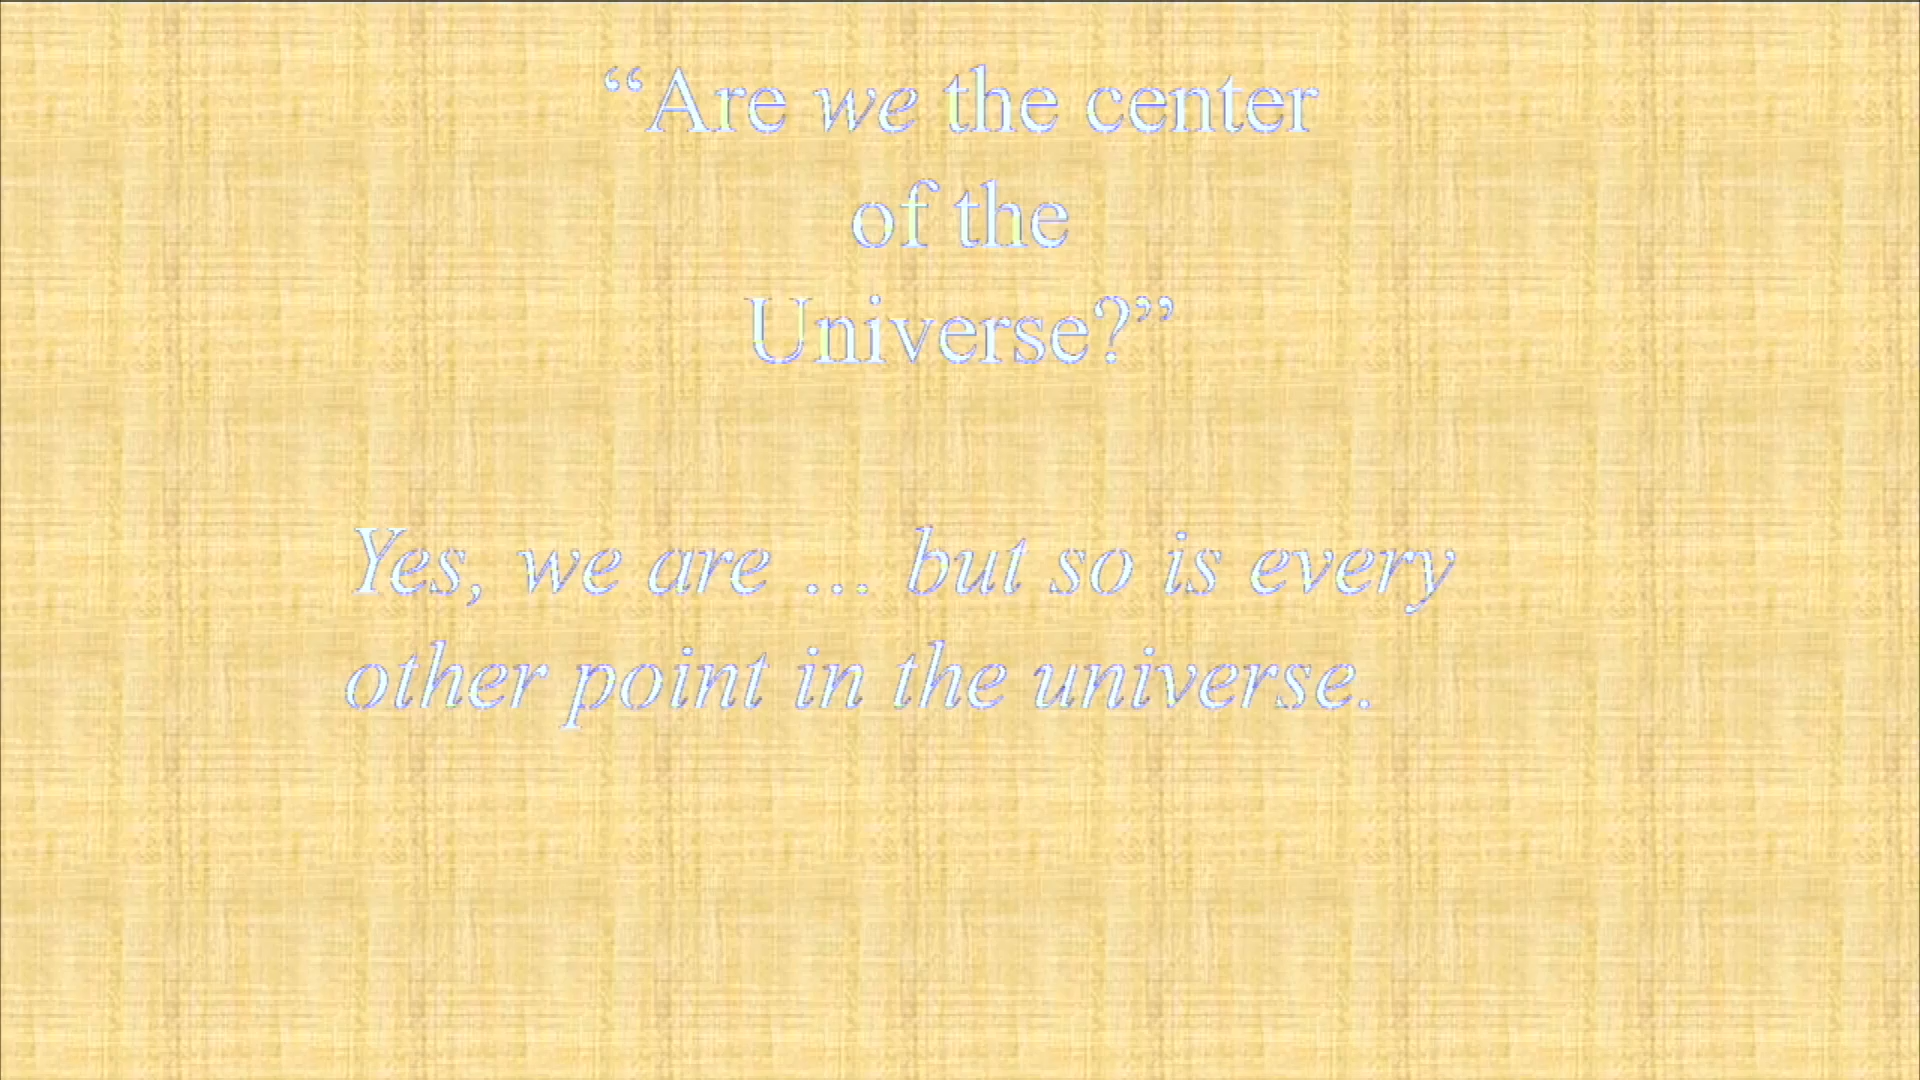 “Are we the center
of the
Universe?”
Yes, we are ... but so is every
other point in the universe.